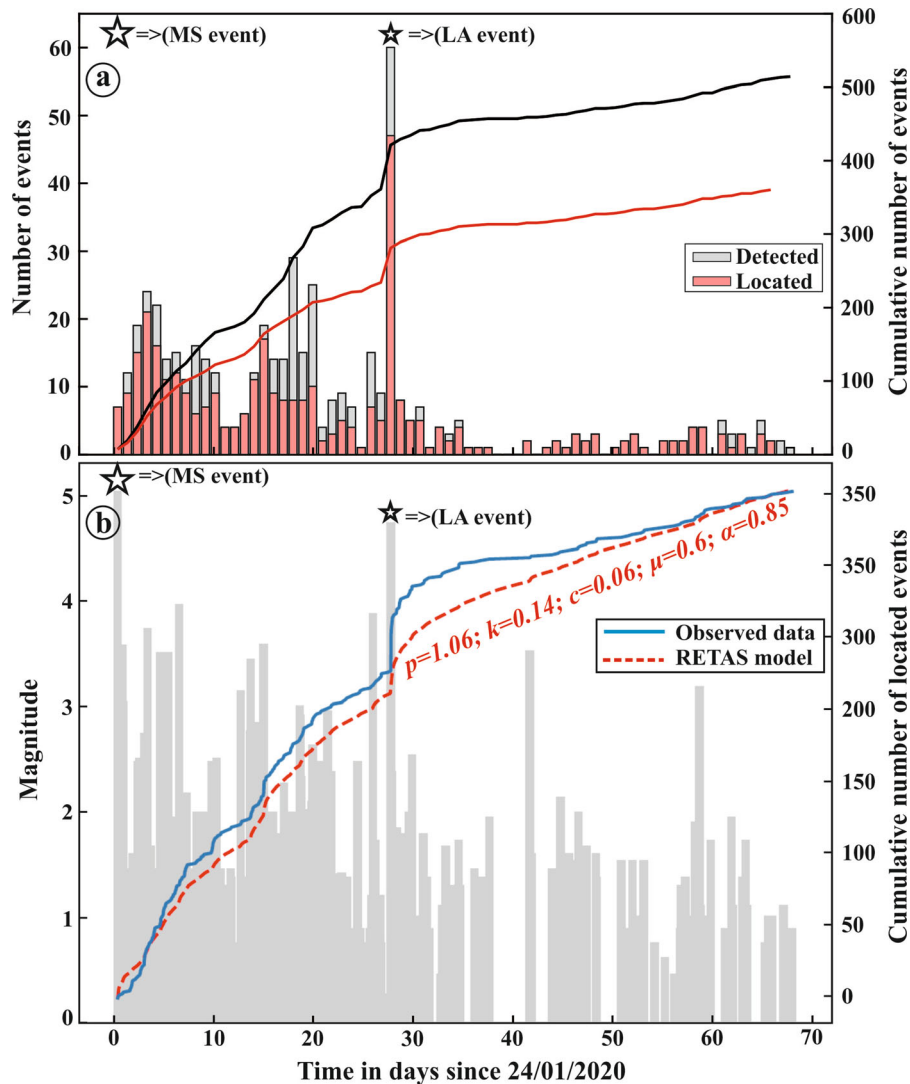 =>(MS event)
=>(LA event)
a
Number of events
60
50
40
30
20
10
0
600
500
400
300
200
100
0
Cumulative number of events
Detected
Located
=>(MS event)
=>(LA event)
b
Magnitude
5
4
3
2
1
0
350
350
300
200
150
100
50
0
Cumulative number of located events
p=1.06; k=0.14; c=0.06; μ=0.6; α=0.85
Observed data
RETAS model
0 10 20 30 40 50 60 70
Time in days since 24/01/2020